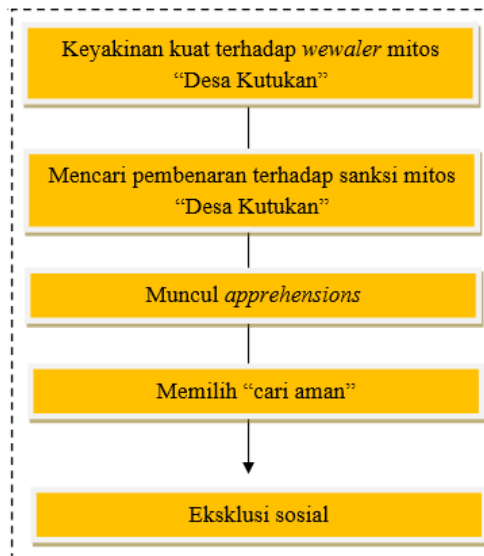 Keyakinan kuat terhadap wewaler mitos
“Desa Kutukan”
Mencari pembenaran terhadap sanksi mitos
“Desa Kutukan”
Muncul apprehensions
Memilih “cari aman”
Eksklusi sosial